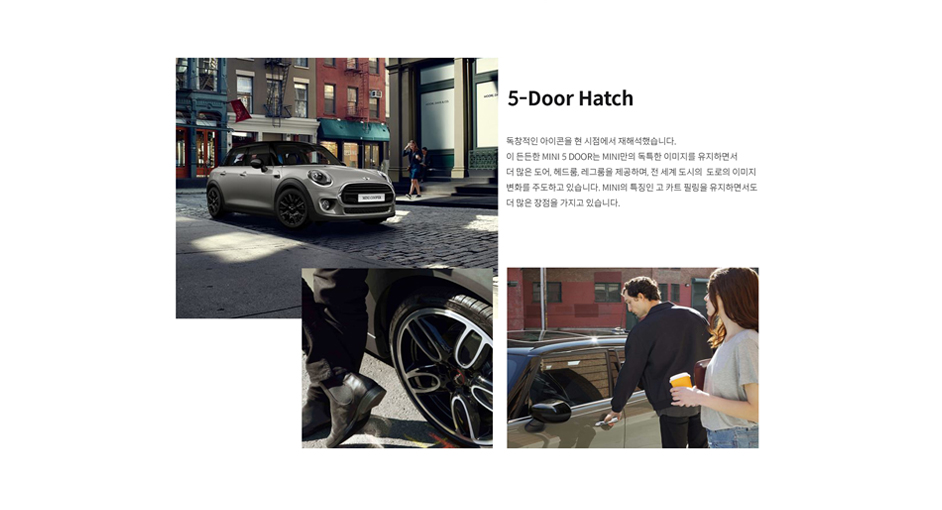 5-Door Hatch
독창적인 아이콘을 현 시점에서 재해석했습니다.
이 든든한 MINI 5 DOOR는 MINI만의 독특한 이미지를 유지하면서
더 많은 도어, 헤드룸, 레그룸을 제공하며, 전 세계 도시의 도로의 이미지
변화를 주도하고 있습니다. MINI의 특징인 고 카트 필링을 유지하면서도
더 많은 장점을 가지고 있습니다.